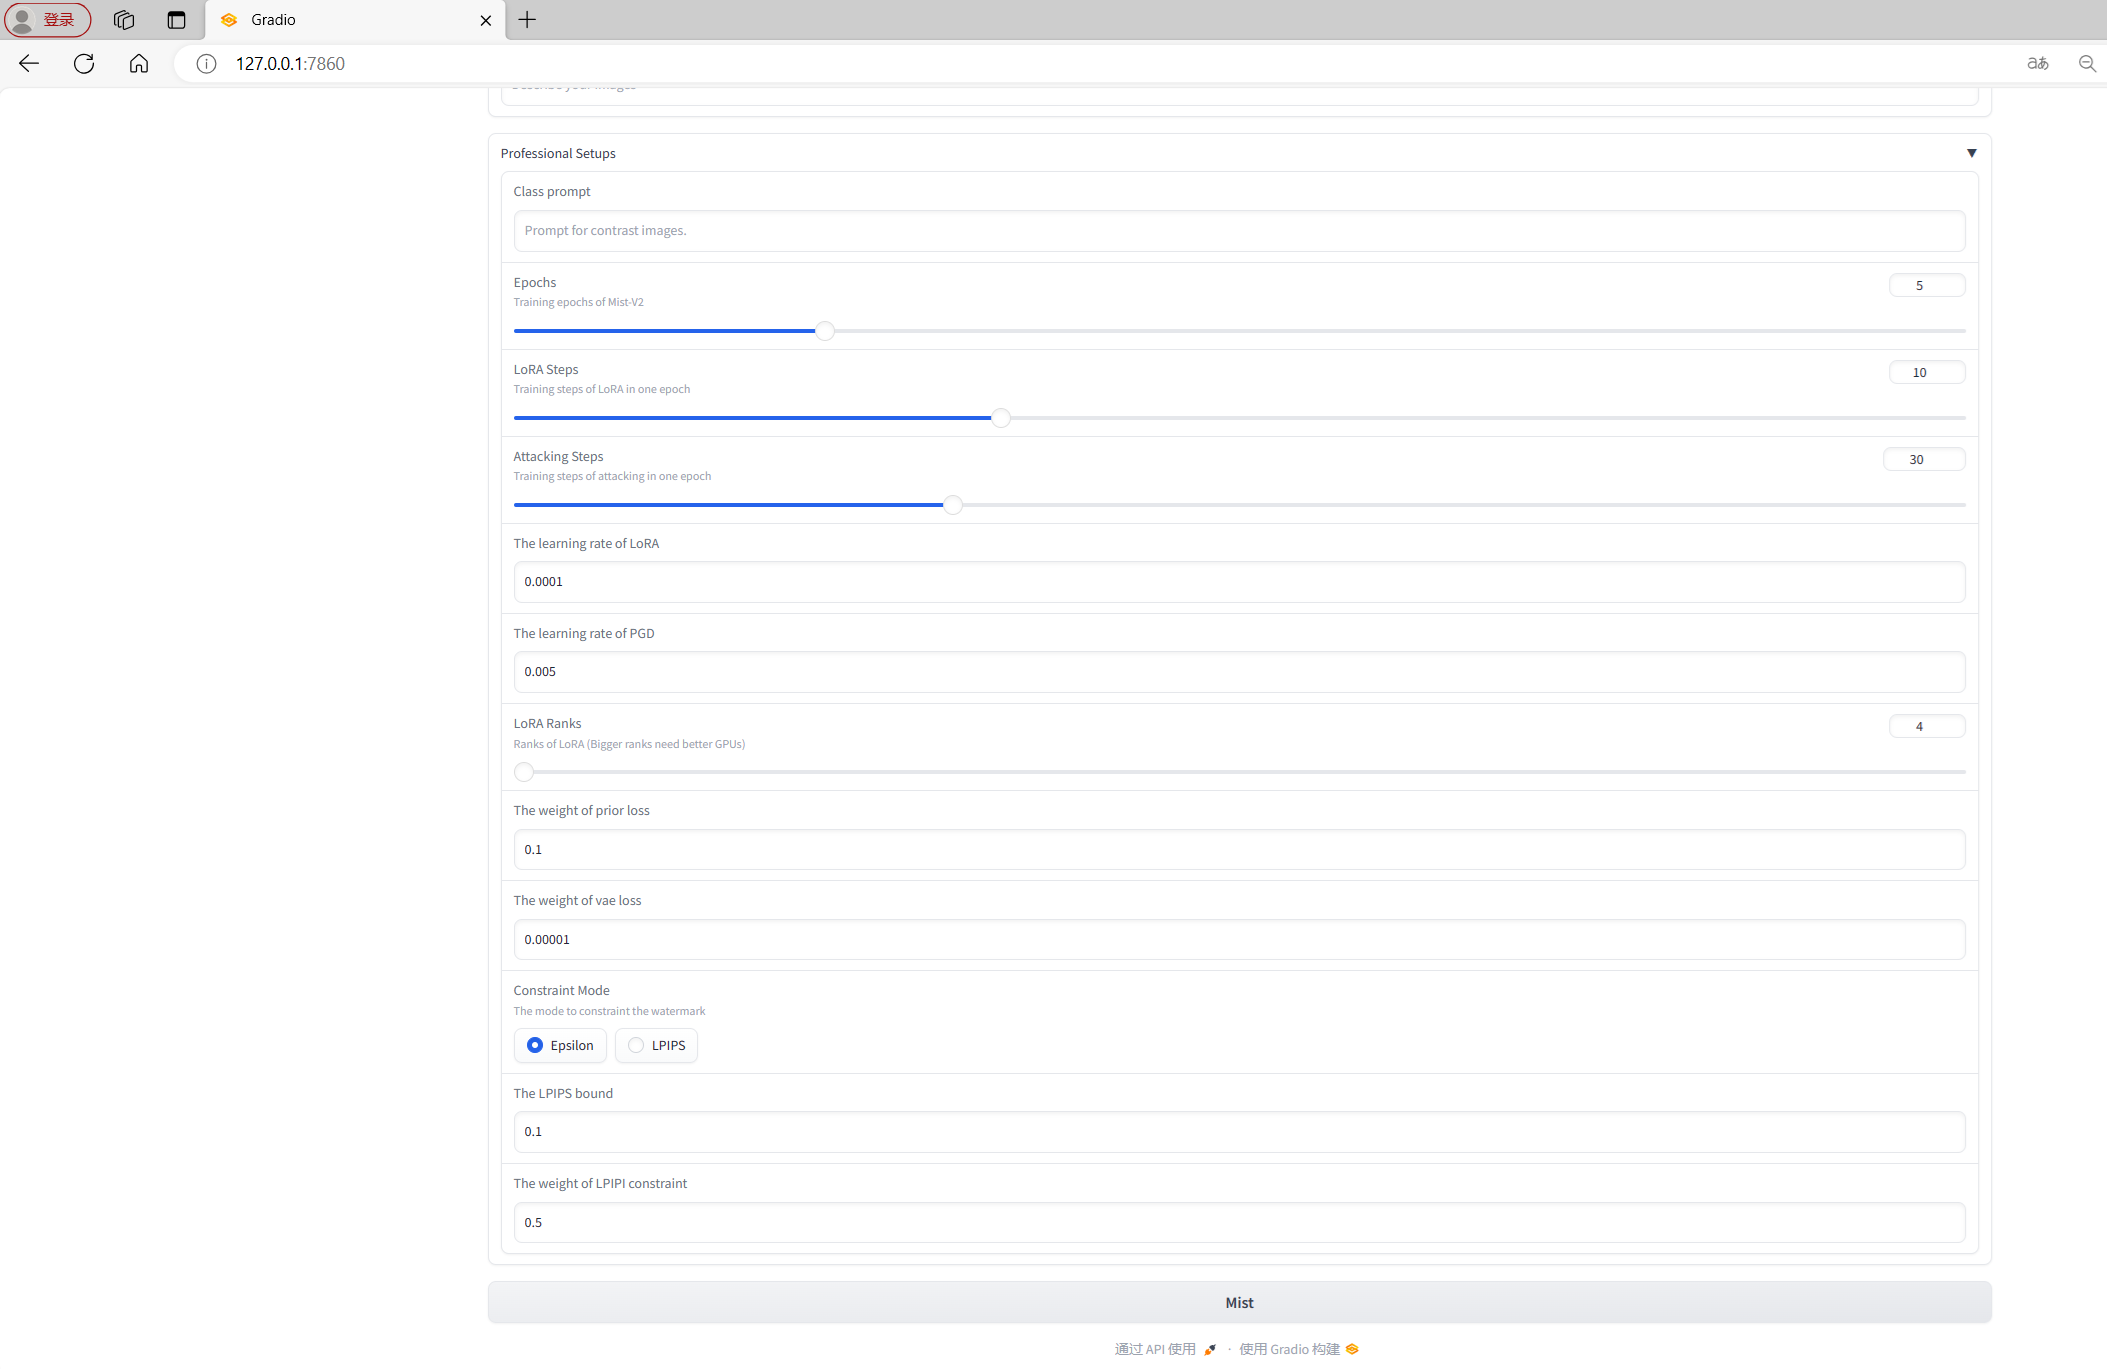 登录
Gradio
127.0.0.1:7860
aあ
Describe your images
Professional Setups
▼
Class prompt
Prompt for contrast images.
Epochs
5
Training epochs of Mist-V2
LoRA Steps
10
Training steps of LoRA in one epoch
Attacking Steps
30
Training steps of attacking in one epoch
The learning rate of LoRA
0.0001
The learning rate of PGD
0.005
LoRA Ranks
4
Ranks of LoRA (Bigger ranks need better GPUs)
The weight of prior loss
0.1
The weight of vae loss
0.00001
Constraint Mode
The mode to constraint the watermark
Epsilon LPIPS
The LPIPS bound
0.1
The weight of LPIPI constraint
0.5
Mist
通过 API 使用 · 使用 Gradio 构建